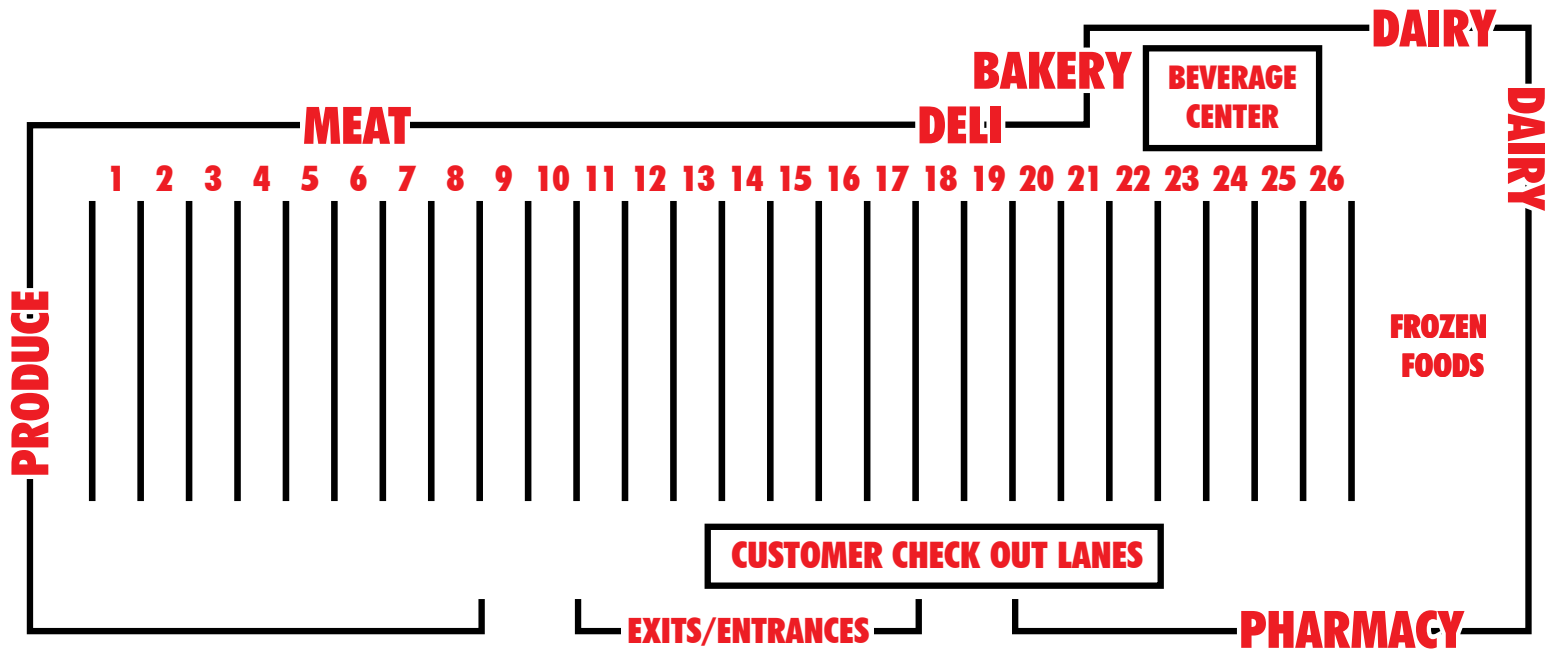 DAIRY
BAKERY
BEVERAGE
CENTER
DAIRY
MEAT
DELI
1 2 3 4 5 6 7 8 9 10 11 12 13 14 15 16 17 18 19 20 21 22 23 24 25 26
PRODUCE
FROZEN
FOODS
CUSTOMER CHECK OUT LANES
EXITS/ENTRANCES
PHARMACY